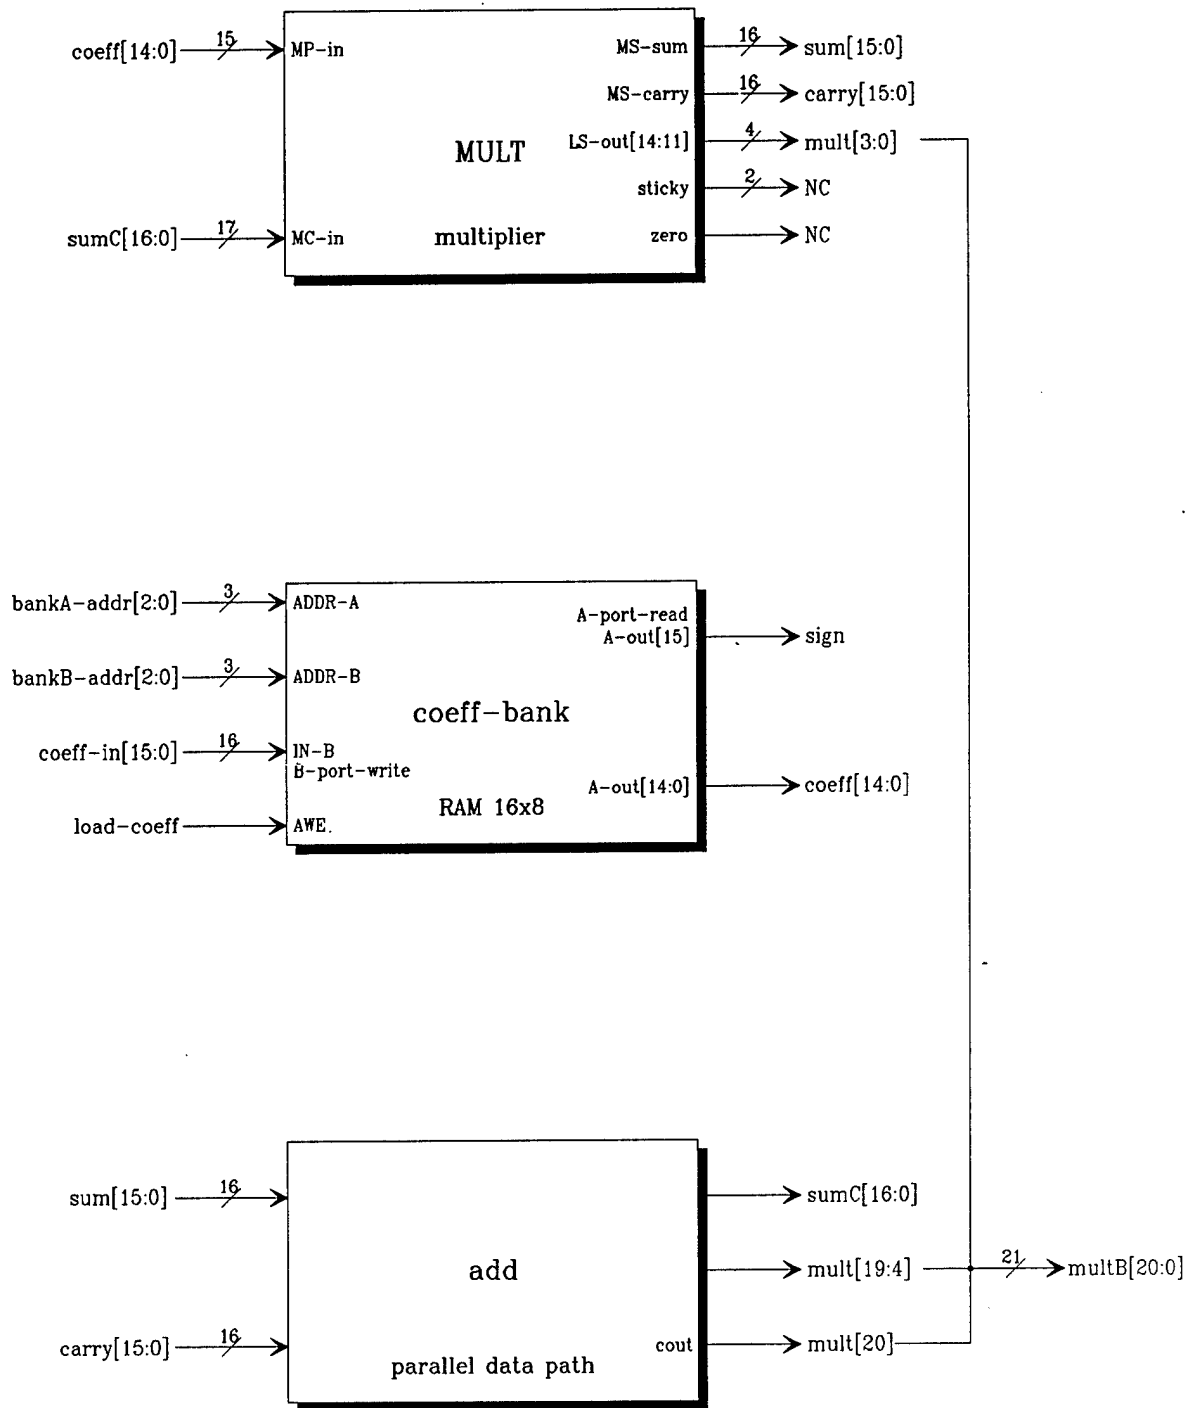 coeff[14:0] 15 MP-in MS-sum 16 sum[15:0]
MS-carry 16 carry[15:0]
MULT LS-out[14:11] 4 mult[3:0]
sticky 2 NC
sumC[16:0] 17 MC-in multiplier zero NC
bankA-addr[2:0] 3 ADDR-A
A-port-read
A-out[15] sign
bankB-addr[2:0] 3 ADDR-B
coeff-bank
coeff-in[15:0] 16 IN-B
B-port-write
A-out[14:0] coeff[14:0]
RAM 16x8
load-coeff AWE.
sum[15:0] 16 sumC[16:0]
add mult[19:4] 21 multB[20:0]
carry[15:0] 16 cout mult[20]
parallel data path